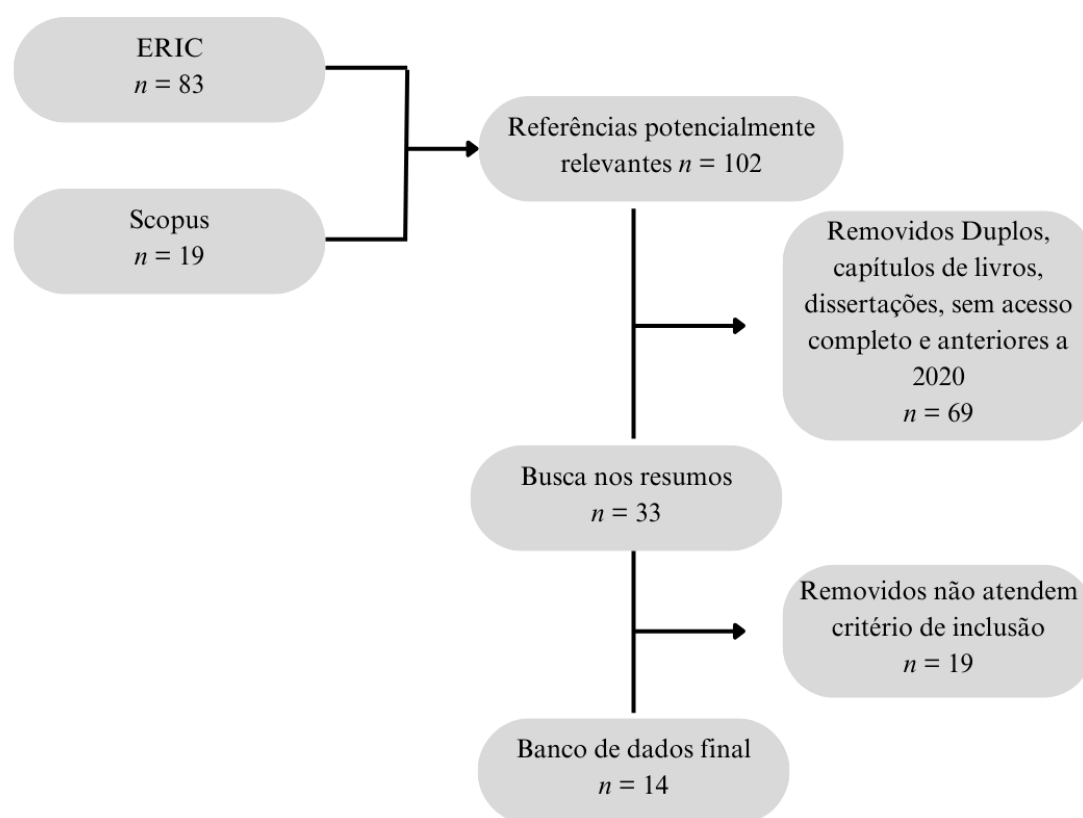 ERIC
n = 83
Referências potencialmente
relevantes n = 102
Scopus
n = 19
Removidos Duplos,
capítulos de livros,
dissertações, sem acesso
completo e anteriores a
2020
n = 69
Busca nos resumos
n = 33
Removidos não atendem
critério de inclusão
n = 19
Banco de dados final
n = 14